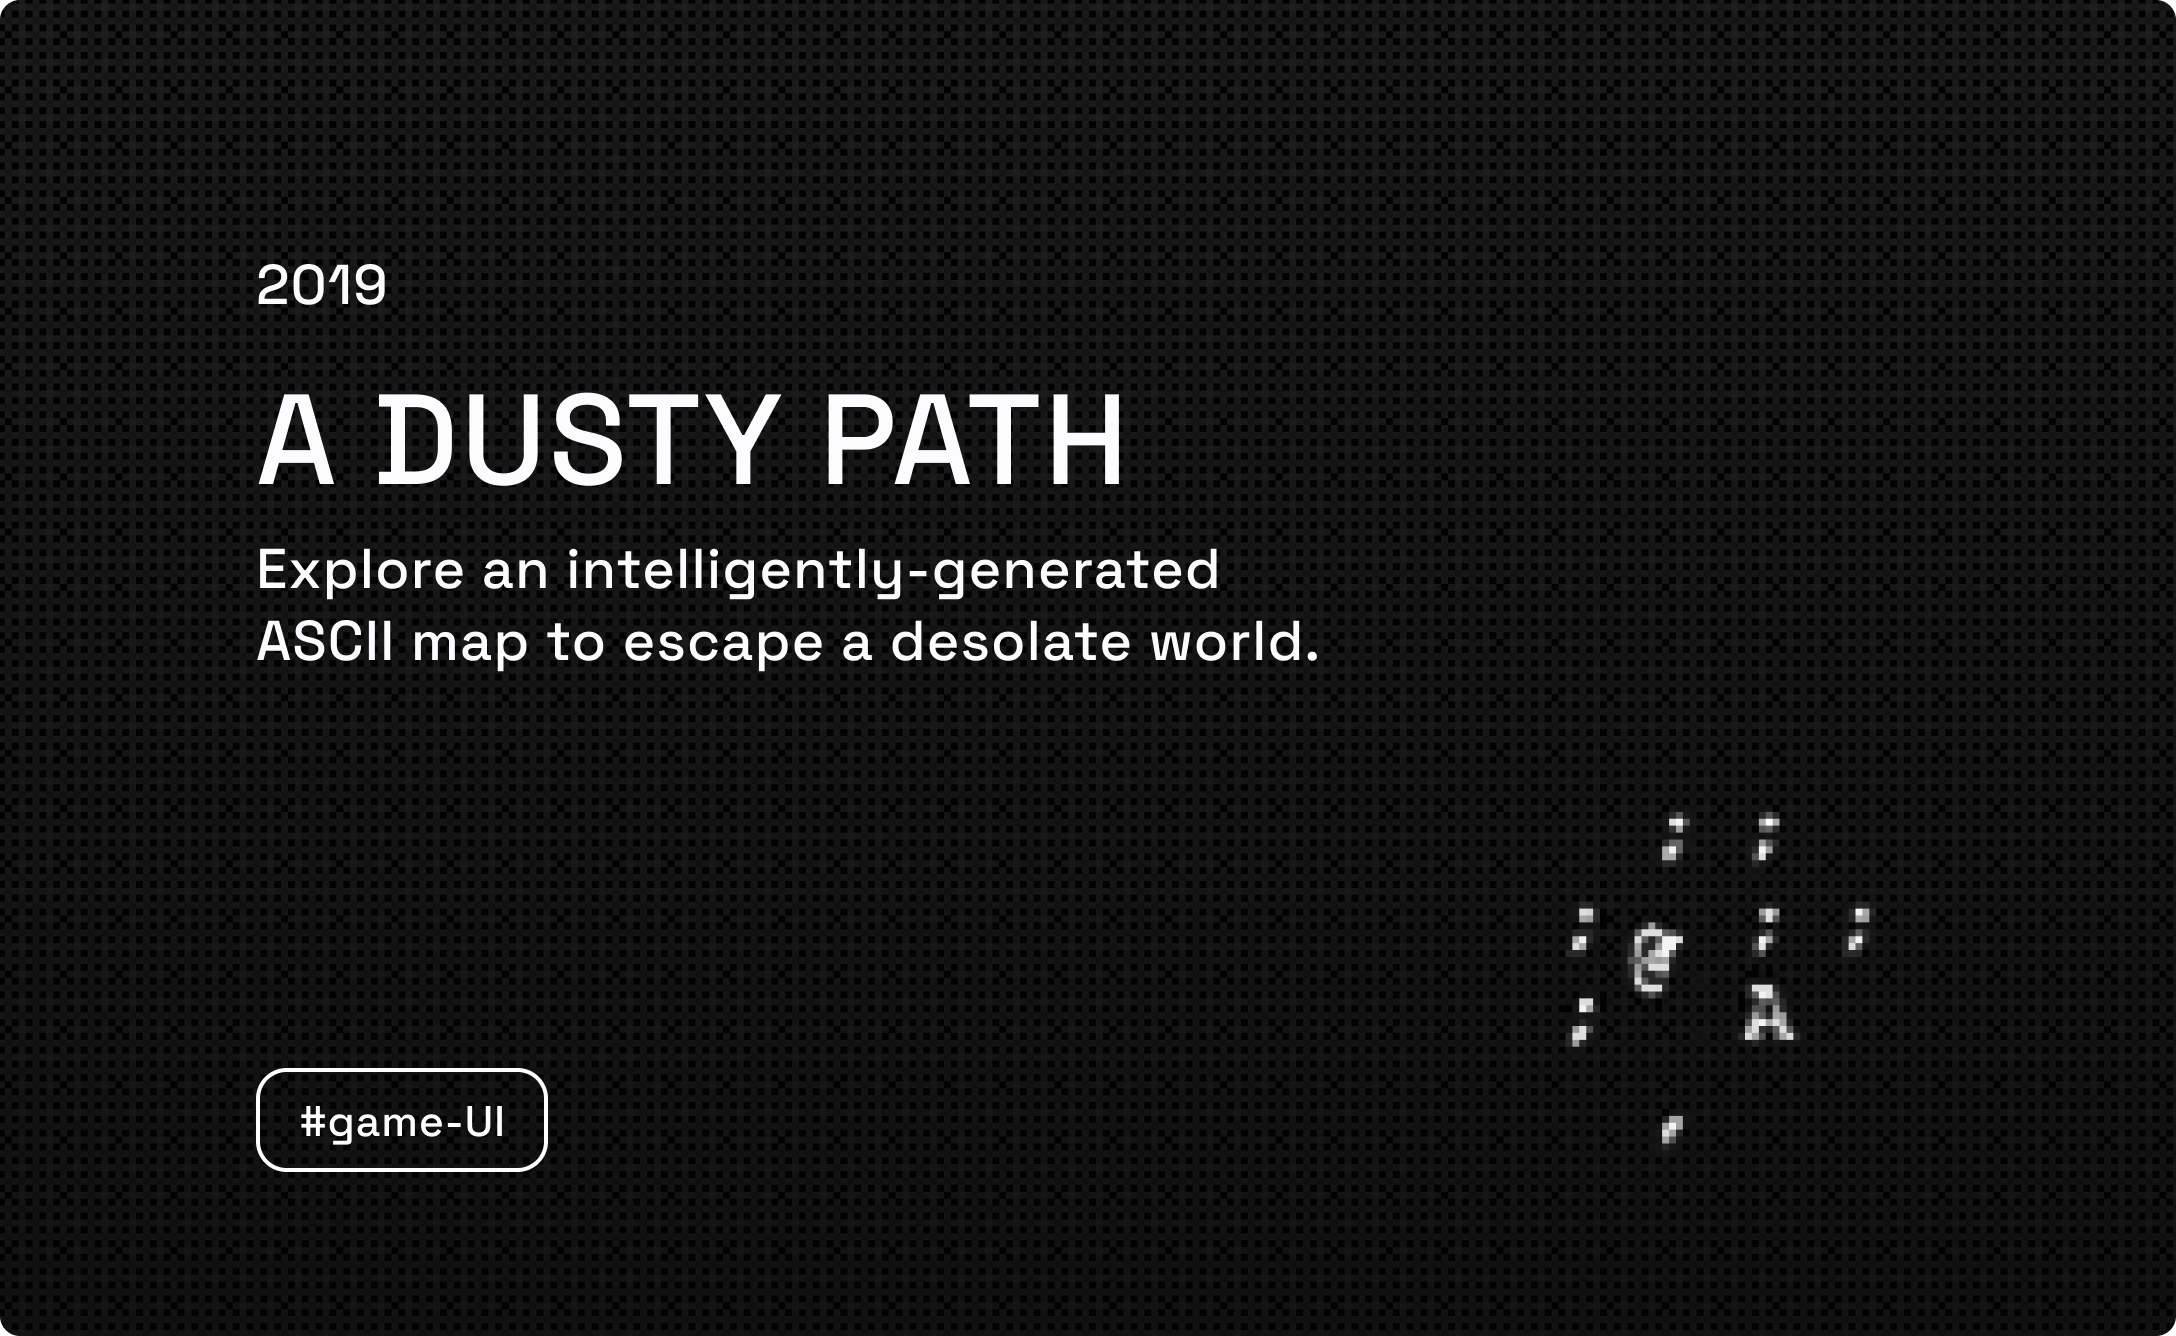 2019
A DUSTY PATH
Explore an intelligently-generated
ASCII map to escape a desolate world.
; ;
; @ ; ;
; A
,
#game-UI